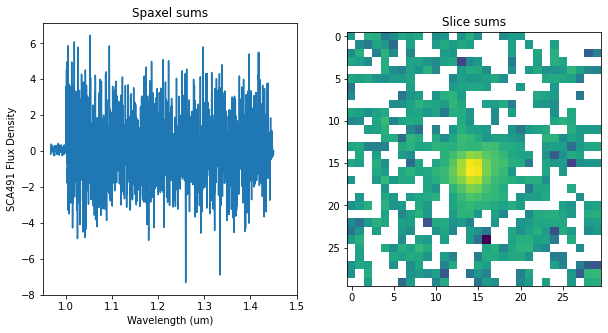 Spaxel sums
SCA491 Flux Density
6
4
2
0
−2
−4
−6
−8
1.0 1.1 1.2 1.3 1.4 1.5
Wavelength (um)
Slice sums
0
5
10
15
20
25
0 5 10 15 20 25